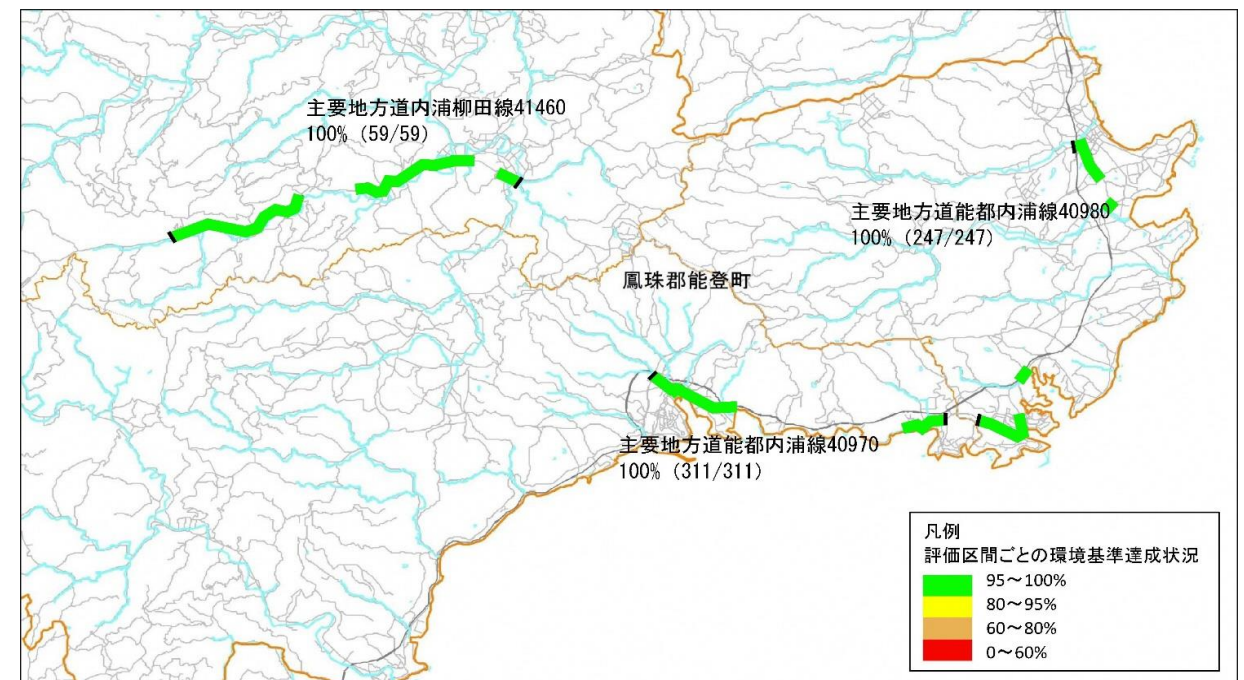 主要地方道内浦柳田線41460
100%（59/59）
主要地方道能都内浦線40980
100%（247/247）
鳳珠郡能登町
主要地方道能都内浦線40970
100%（311/311）
凡例
評価区間ごとの環境基準達成状況
95～100%
80～95%
60～80%
0～60%